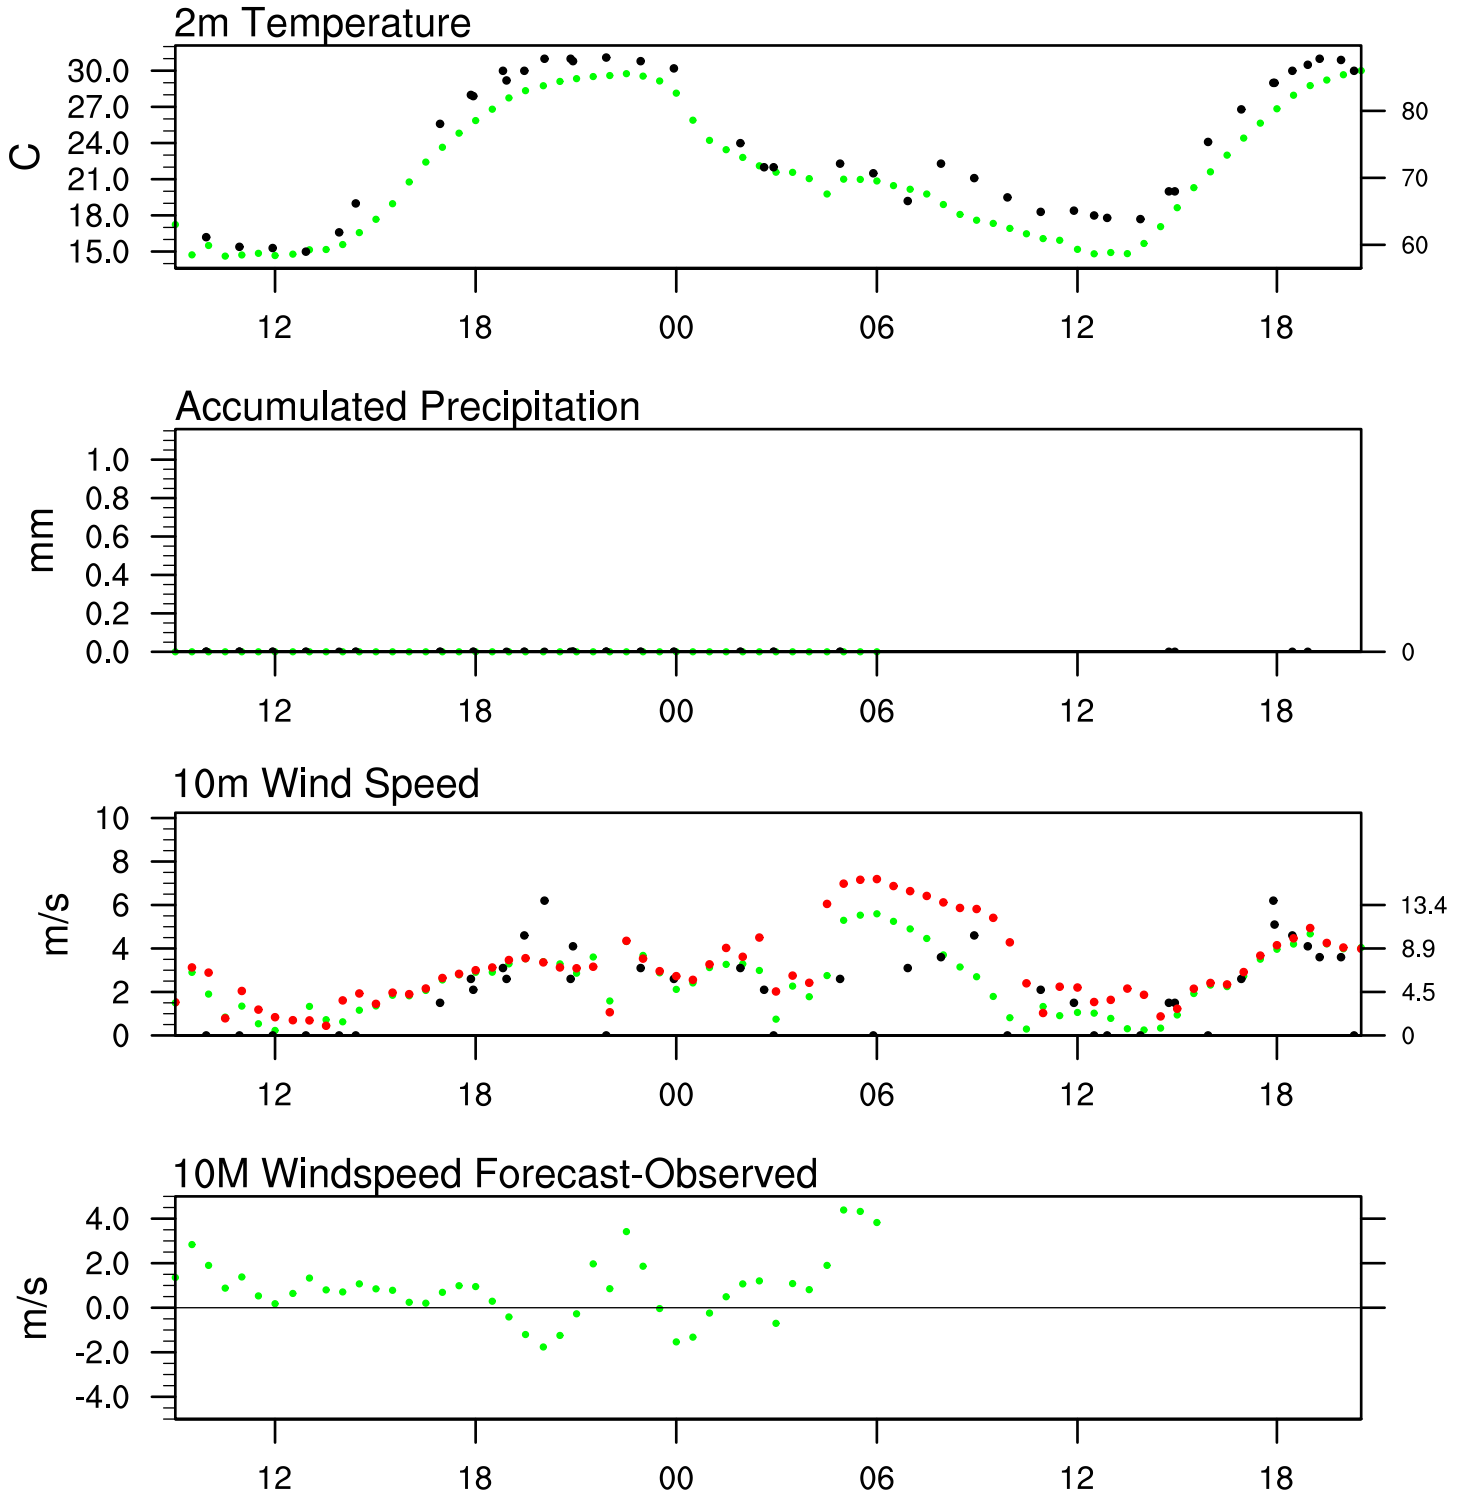 2m Temperature
30.0
27.0
24.0
21.0
18.0
15.0
C
80
70
60
12 18 00 06 12 18
Accumulated Precipitation
1.0
0.8
0.6
0.4
0.2
0.0
mm
0
12 18 00 06 12 18
10m Wind Speed
10
8
6
4
2
0
m/s
13.4
8.9
4.5
0
12 18 00 06 12 18
10M Windspeed Forecast-Observed
4.0
2.0
0.0
-2.0
-4.0
m/s
12 18 00 06 12 18